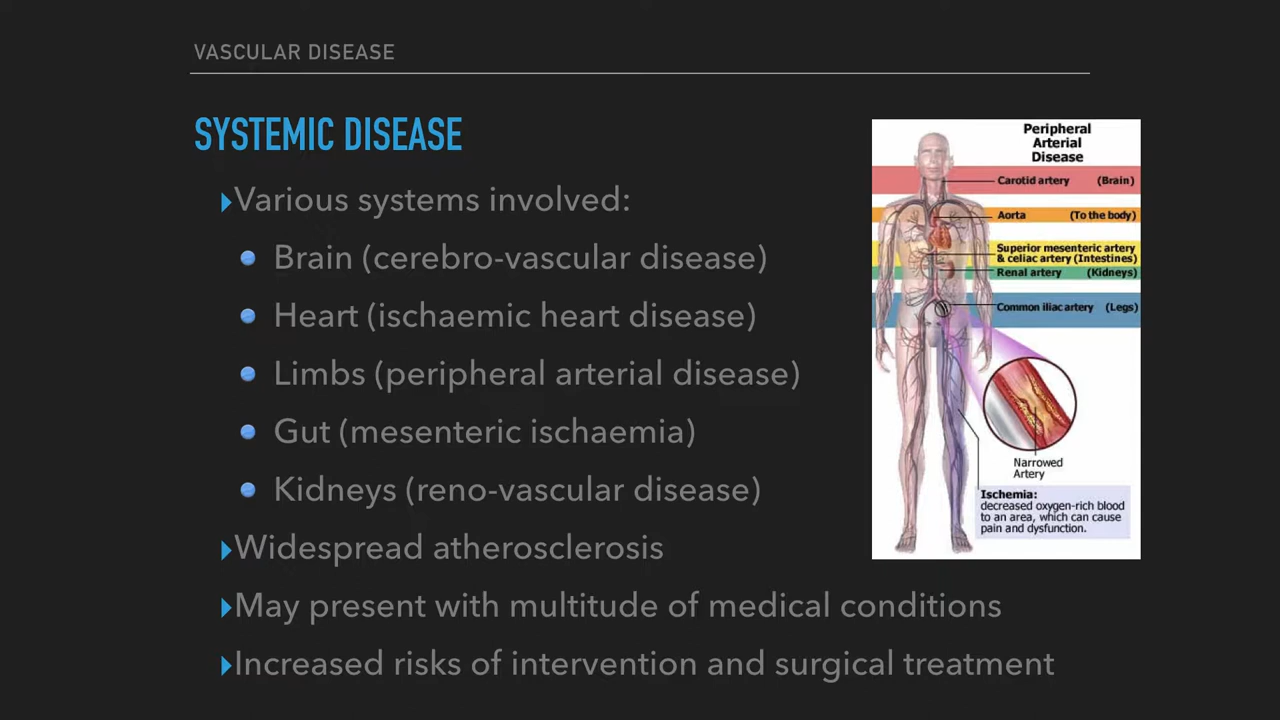 VASCULAR DISEASE
SYSTEMIC DISEASE
Various systems involved:
Brain (cerebro-vascular disease)
Heart (ischaemic heart disease)
Limbs (peripheral arterial disease)
Gut (mesenteric ischaemia)
Kidneys (reno-vascular disease)
Widespread atherosclerosis
May present with multitude of medical conditions
Increased risks of intervention and surgical treatment
Peripheral
Arterial
Disease
Carotid artery (Brain)
Aorta (To the body)
Superior mesenteric artery
& celiac artery (Intestines)
Renal artery (Kidneys)
Common iliac artery (Legs)
Narrowed
Artery
Ischemia:
decreased oxygen-rich blood
to an area, which can cause
pain and dysfunction.